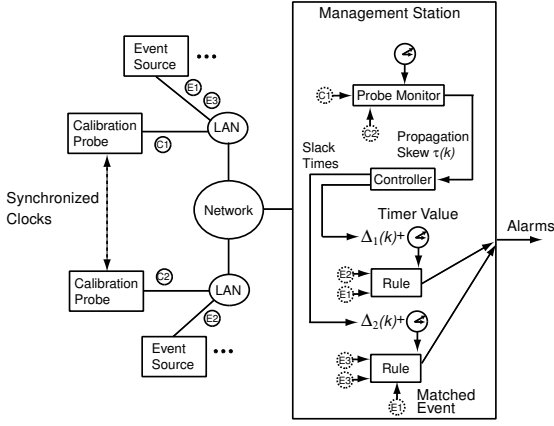 Management Station
Event
Source
•••
E1
E3
LAN
Calibration
Probe
C1
Synchronized
Clocks
Network
Calibration
Probe
C2
LAN
E2
Event
Source
•••
C1
Probe Monitor
C2
Propagation
Skew τ(k)
Slack
Times
Controller
Timer Value
Δ1(k)+
E2
E1
Rule
Alarms
Δ2(k)+
E3
E3
Rule
E1
Matched
Event